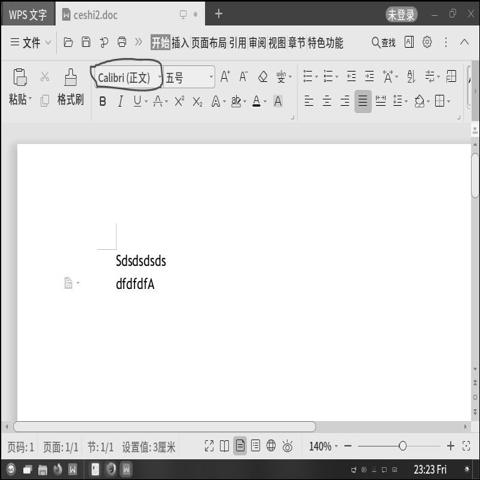 WPS 文字 ceshi2.doc 未登录
文件 开始 插入 页面布局 引用 审阅 视图 章节 特色功能 查找
粘贴 格式刷 Calibri (正文) 五号
Sdsdsdsds
dfdfdfA
页码: 1 页面: 1/1 节: 1/1 设置值: 3厘米 140%
23:23 Fri